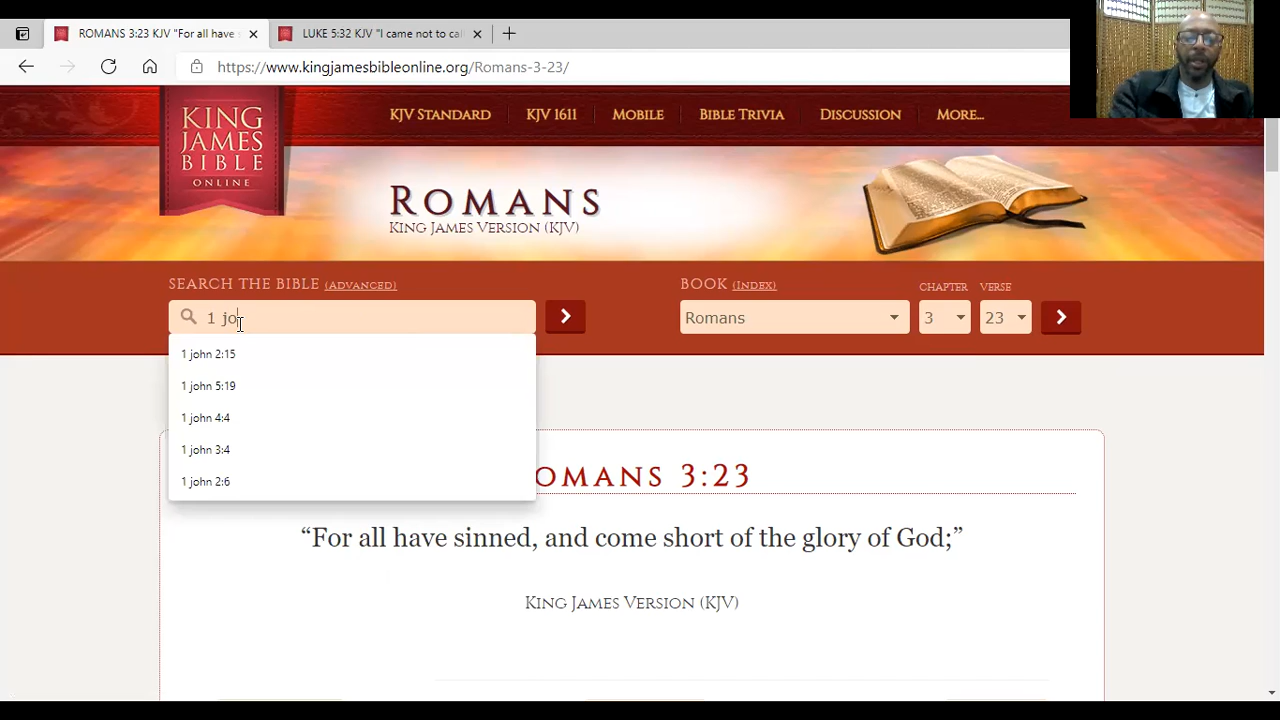 ROMANS 3:23 KJV "For all have s
LUKE 5:32 KJV "I came not to cal
https://www.kingjamesbibleonline.org/Romans-3-23/
KING
JAMES
BIBLE
ONLINE
KJV STANDARD
KJV 1611
MOBILE
BIBLE TRIVIA
DISCUSSION
MORE...
ROMANS
KING JAMES VERSION (KJV)
SEARCH THE BIBLE (ADVANCED)
BOOK (INDEX)
CHAPTER
VERSE
1 jo
Romans
3
23
1 john 2:15
1 john 5:19
1 john 4:4
1 john 3:4
1 john 2:6
OMANS 3:23
“For all have sinned, and come short of the glory of God;”
KING JAMES VERSION (KJV)